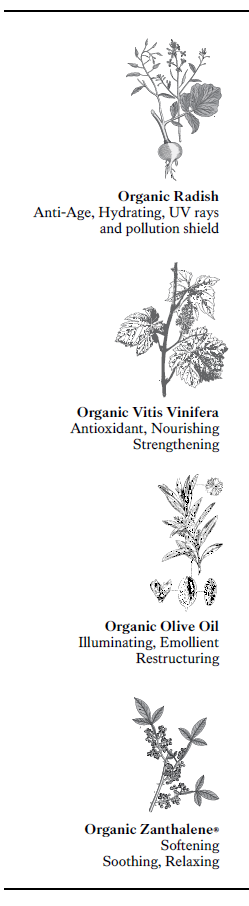 Organic Radish
Anti-Age, Hydrating, UV rays
and pollution shield
Organic Vitis Vinifera
Antioxidant, Nourishing
Strengthening
Organic Olive Oil
Illuminating, Emollient
Restructuring
Organic Zanthalene®
Softening
Soothing, Relaxing